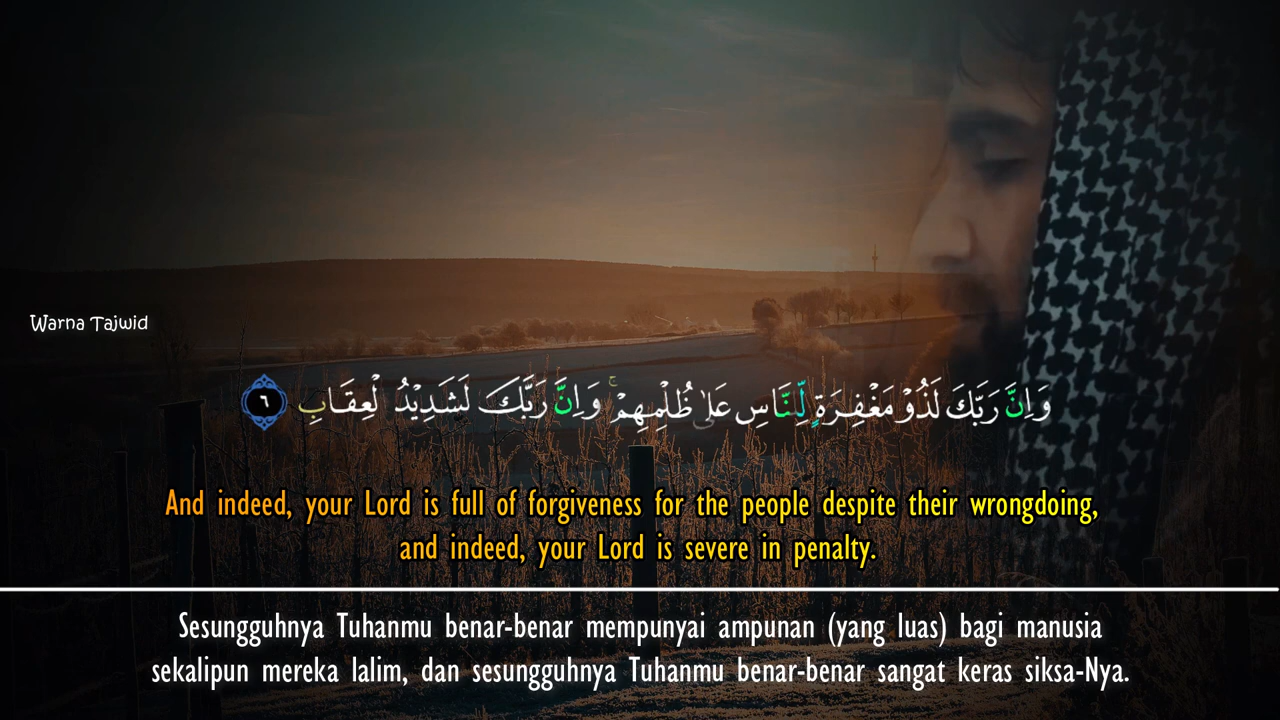 Warna Tajwid
وَاِنَّ رَبَّكَ لَذُوْ مَغْفِرَةٍ لِّلنَّاسِ عَلٰى ظُلْمِهِمْۚ وَاِنَّ رَبَّكَ لَشَدِيْدُ لْعِقَابِ ٦
And indeed, your Lord is full of forgiveness for the people despite their wrongdoing,
and indeed, your Lord is severe in penalty.
Sesungguhnya Tuhanmu benar-benar mempunyai ampunan (yang luas) bagi manusia
sekalipun mereka lalim, dan sesungguhnya Tuhanmu benar-benar sangat keras siksa-Nya.